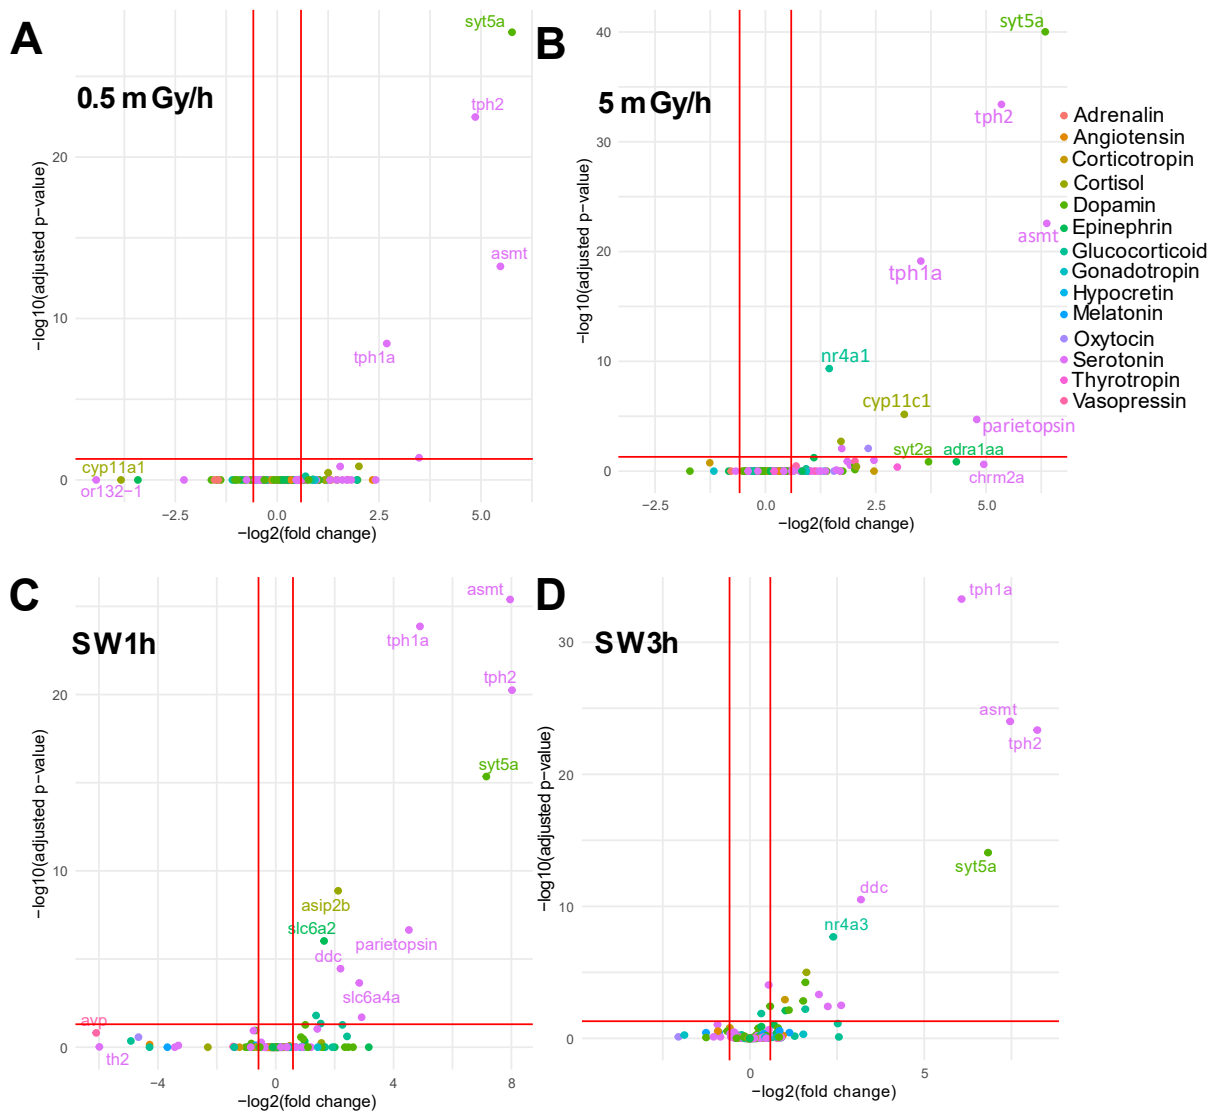 A
0.5 mGy/h
syt5a
tph2
asmt
tph1a
cyp11a1
or132−1
20
10
0
−2.5
0.0
2.5
5.0
−log10(adjusted p−value)
−log2(fold change)
B
5 mGy/h
syt5a
tph2
asmt
tph1a
nr4a1
cyp11c1
parietopsin
syt2a
adra1aa
chrm2a
40
30
20
10
0
−2.5
0.0
2.5
5.0
−log10(adjusted p−value)
−log2(fold change)
Adrenalin
Angiotensin
Corticotropin
Cortisol
Dopamin
Epinephrin
Glucocorticoid
Gonadotropin
Hypocretin
Melatonin
Oxytocin
Serotonin
Thyrotropin
Vasopressin
C
SW1h
asmt
tph1a
tph2
syt5a
asip2b
slc6a2
parietopsin
ddc
slc6a4a
avp
th2
20
10
0
−4
0
4
8
−log10(adjusted p−value)
−log2(fold change)
D
SW3h
tph1a
asmt
tph2
syt5a
ddc
nr4a3
30
20
10
0
0
5
−log10(adjusted p−value)
−log2(fold change)